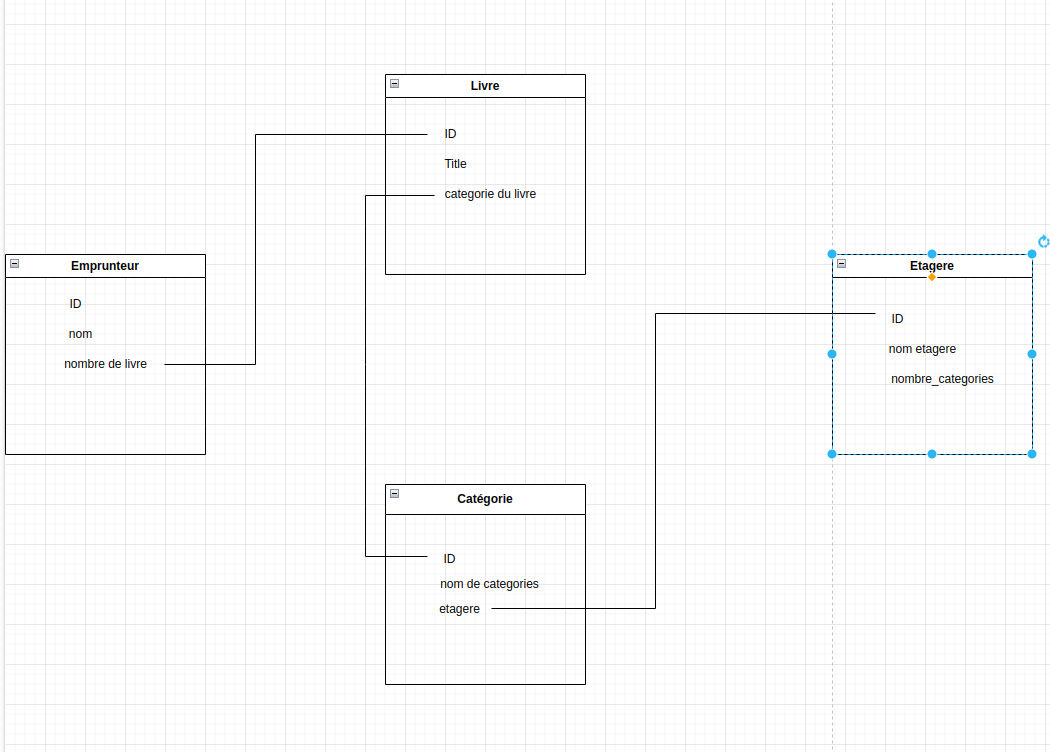 Livre
ID
Title
categorie du livre
Emprunteur
ID
nom
nombre de livre
Etagere
ID
nom etagere
nombre_categories
Catégorie
ID
nom de categories
etagere